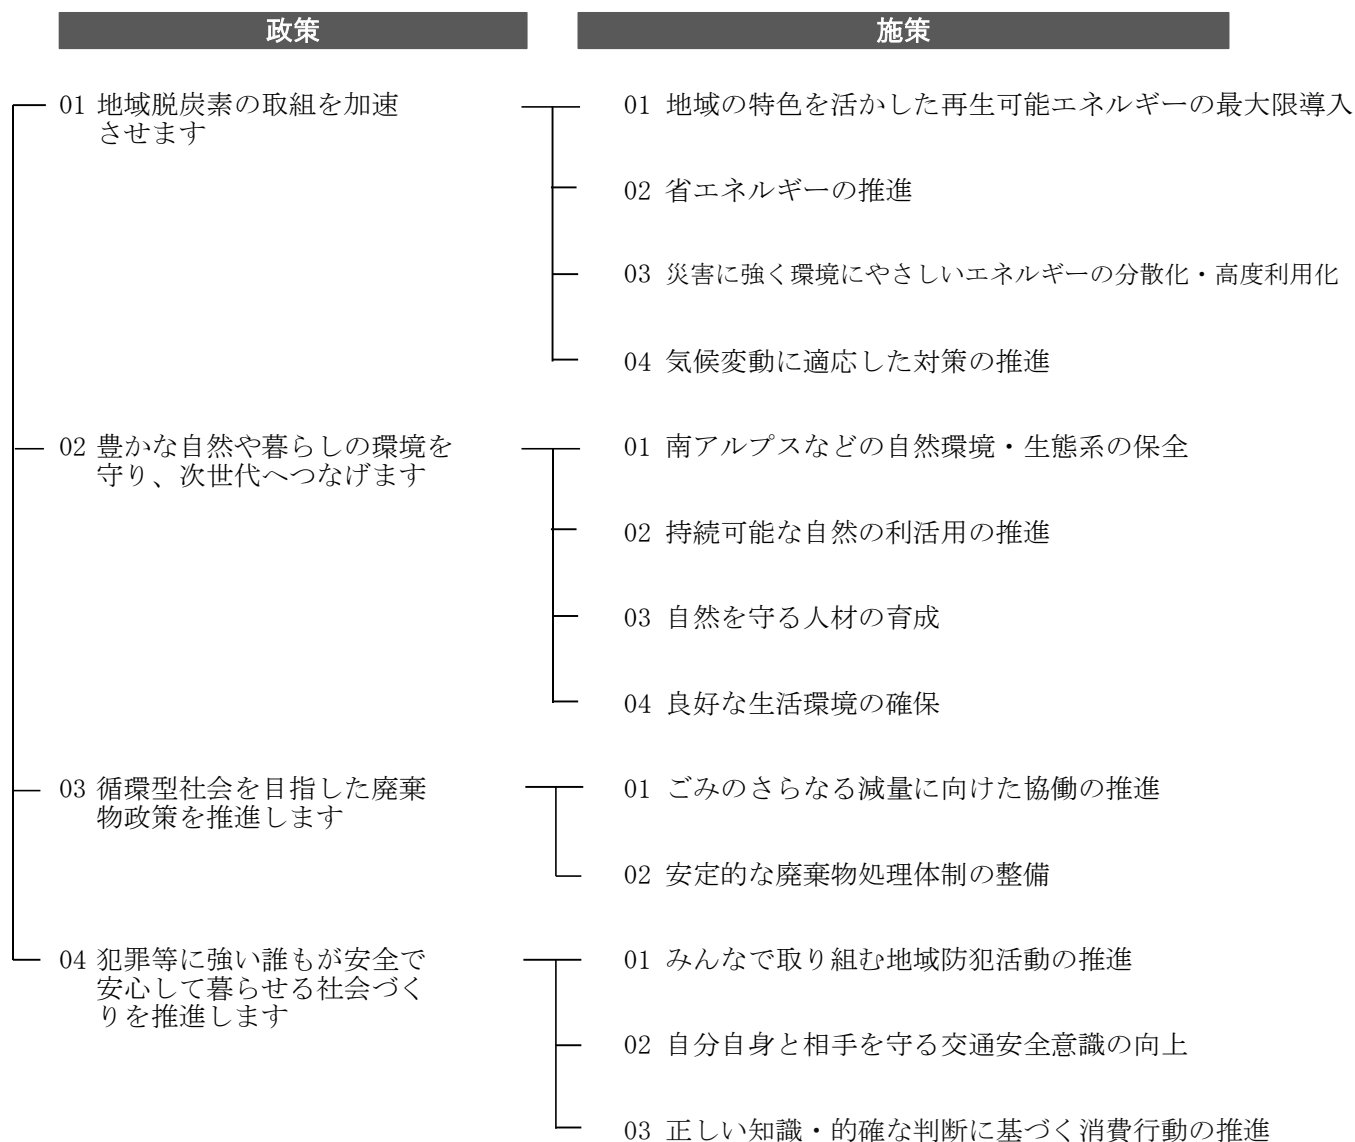 政策
施策
01 地域脱炭素の取組を加速
させます
01 地域の特色を活かした再生可能エネルギーの最大限導入
02 省エネルギーの推進
03 災害に強く環境にやさしいエネルギーの分散化・高度利用化
04 気候変動に適応した対策の推進
02 豊かな自然や暮らしの環境を
守り、次世代へつなげます
01 南アルプスなどの自然環境・生態系の保全
02 持続可能な自然の利活用の推進
03 自然を守る人材の育成
04 良好な生活環境の確保
03 循環型社会を目指した廃棄
物政策を推進します
01 ごみのさらなる減量に向けた協働の推進
02 安定的な廃棄物処理体制の整備
04 犯罪等に強い誰もが安全で
安心して暮らせる社会づく
りを推進します
01 みんなで取り組む地域防犯活動の推進
02 自分自身と相手を守る交通安全意識の向上
03 正しい知識・的確な判断に基づく消費行動の推進